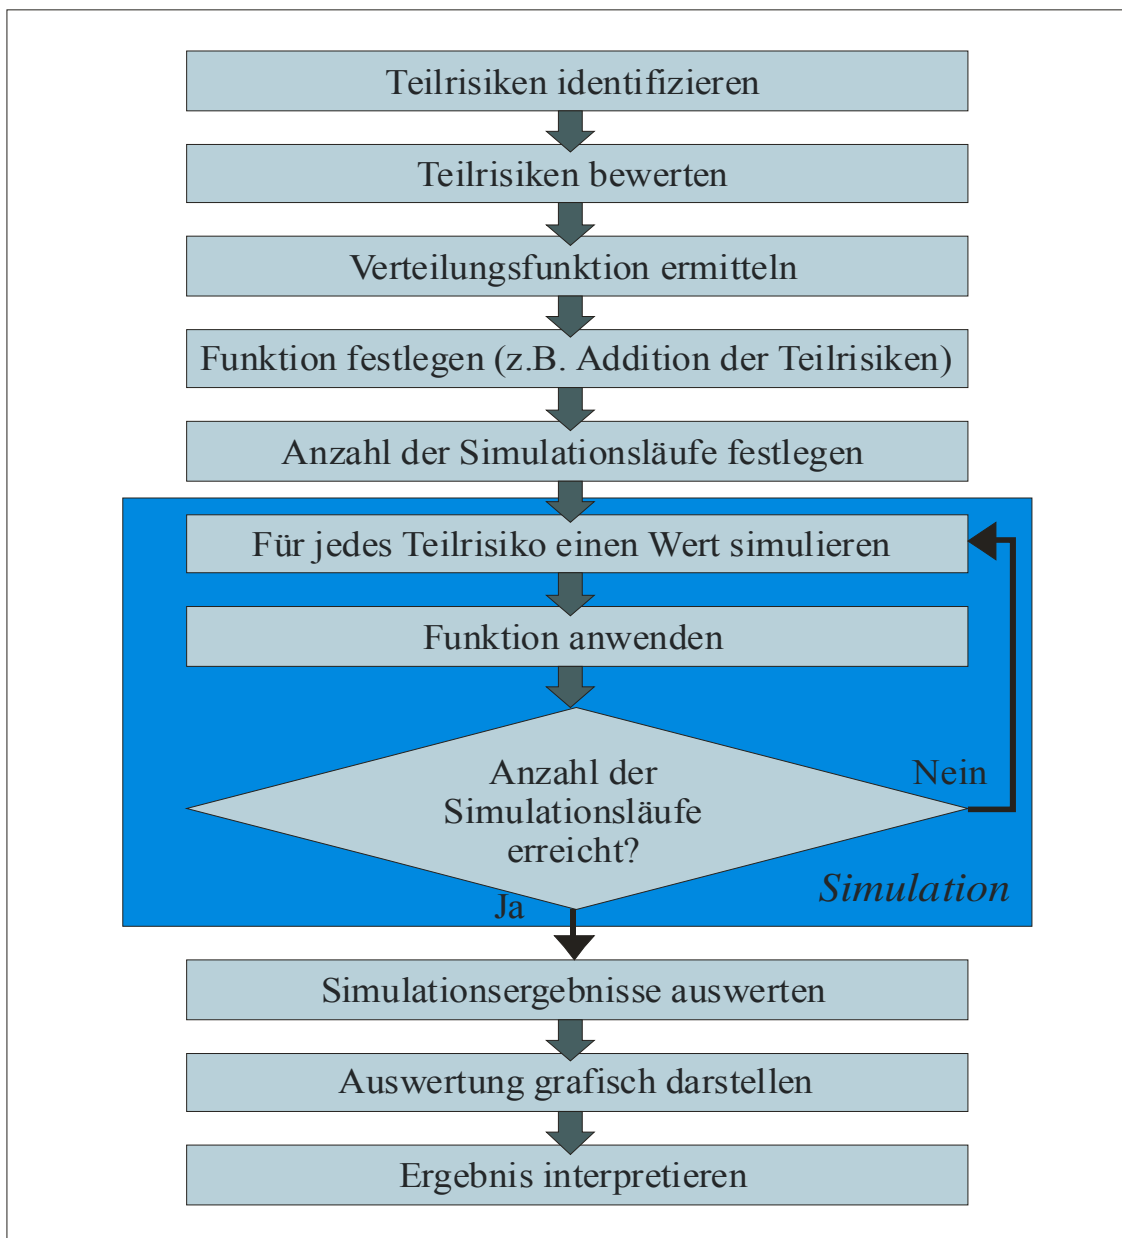 Teilrisiken identifizieren
Teilrisiken bewerten
Verteilungsfunktion ermitteln
Funktion festlegen (z.B. Addition der Teilrisiken)
Anzahl der Simulationsläufe festlegen
Für jedes Teilrisiko einen Wert simulieren
Funktion anwenden
Anzahl der
Simulationsläufe
erreicht?
Nein
Simulation
Ja
Simulationsergebnisse auswerten
Auswertung grafisch darstellen
Ergebnis interpretieren